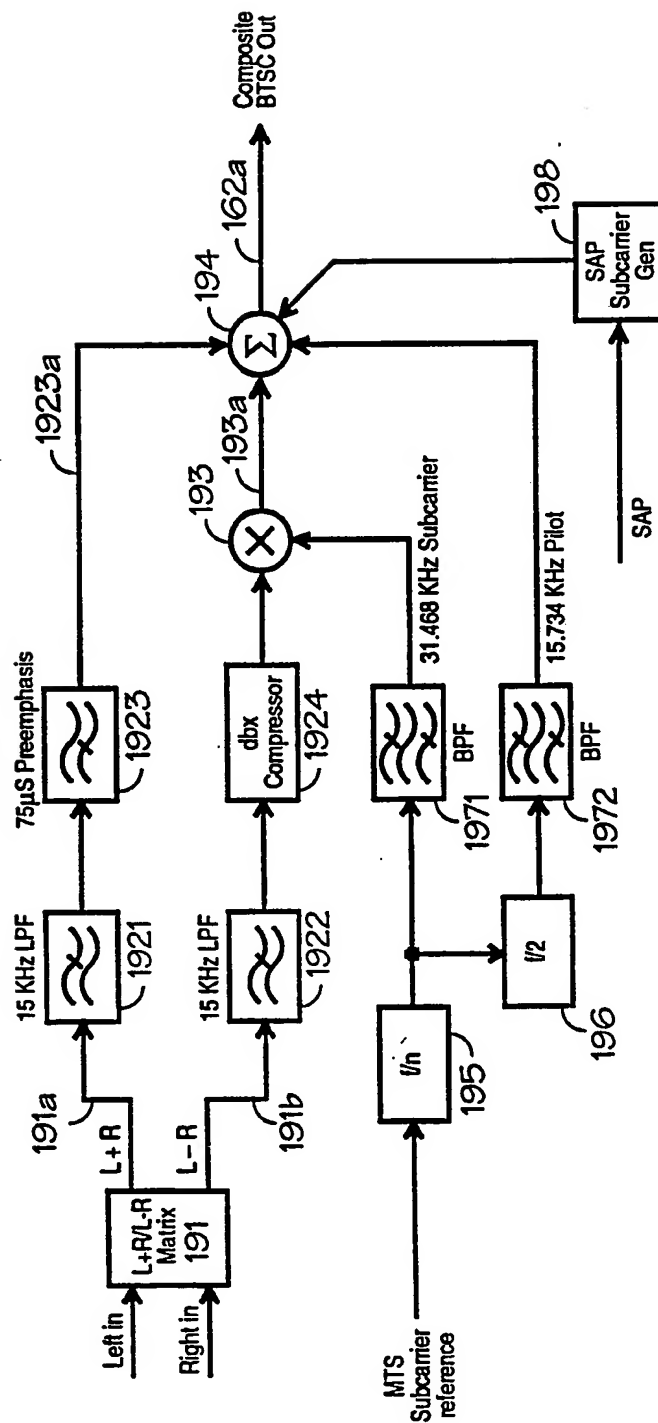 Left in
Right in
L+R/L-R
Matrix
191
L+R
L-R
191a
191b
15 KHz LPF
1921
15 KHz LPF
1922
75µS Preemphasis
1923
dbx
Compressor
1924
1923a
193
193a
194
Σ
162a
Composite
BTSC Out
MTS
Subcarrier
reference
f/n
195
f/2
196
BPF
1971
31.468 KHz Subcarrier
BPF
1972
15.734 KHz Pilot
SAP
SAP
Subcarrier
Gen
198